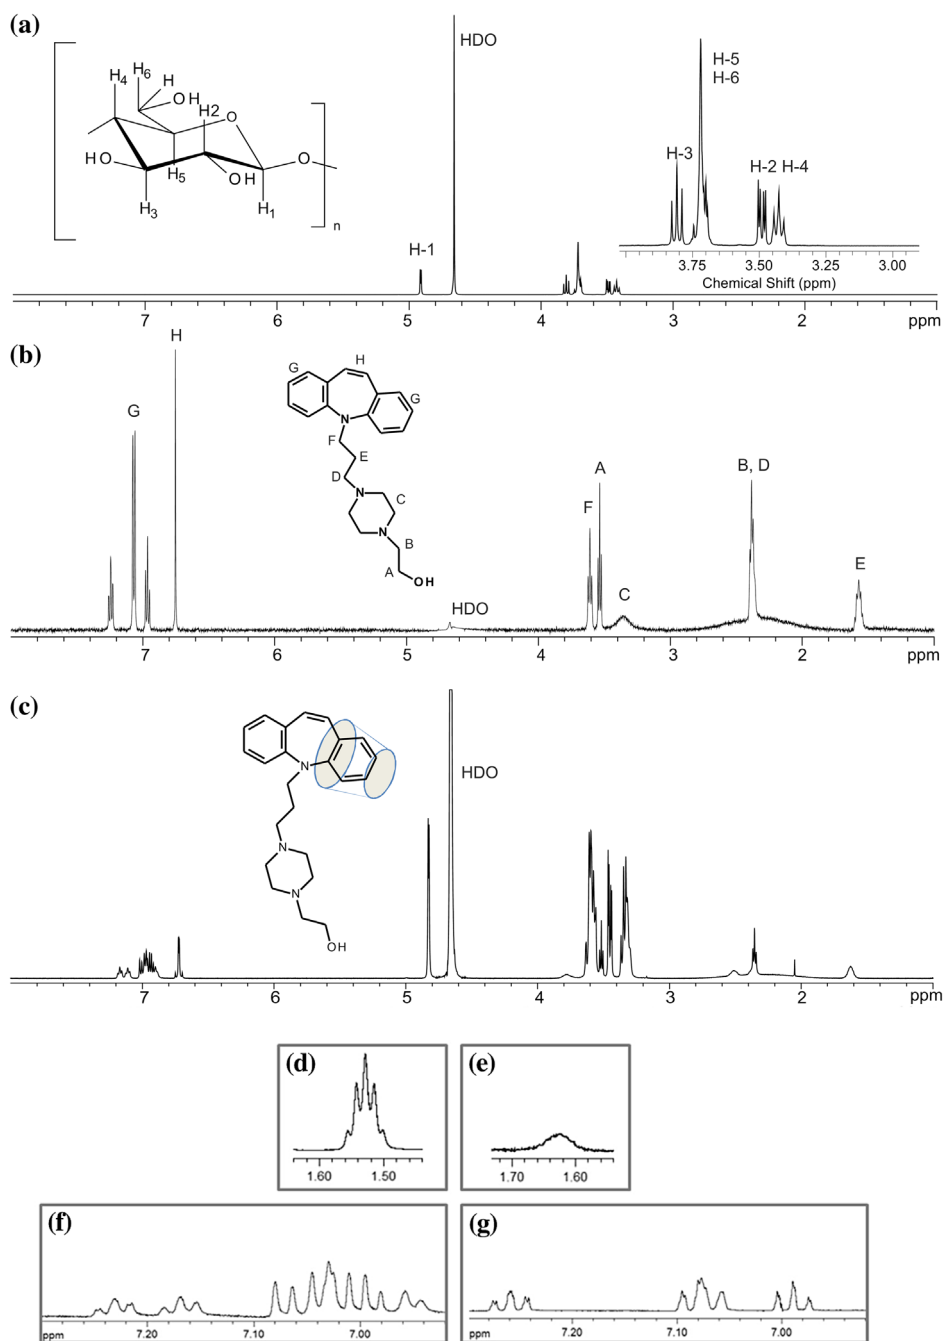 (a)
HDO
H4 H6 H OH
H2 O
HO H5 OH O
H3 H1 n
H-1
H-5
H-6
H-3 H-2 H-4
3.75 3.50 3.25 3.00
Chemical Shift (ppm)
7 6 5 4 3 2 ppm
(b)
H
G
G H
G
N
F E
D
N C
N
B
A OH
HDO
F A C B, D E
7 6 5 4 3 2 ppm
(c)
N
N
N
OH
HDO
7 6 5 4 3 2 ppm
(d)
1.60 1.50
(e)
1.70 1.60
(f)
ppm 7.20 7.10 7.00
(g)
ppm 7.20 7.10 7.00